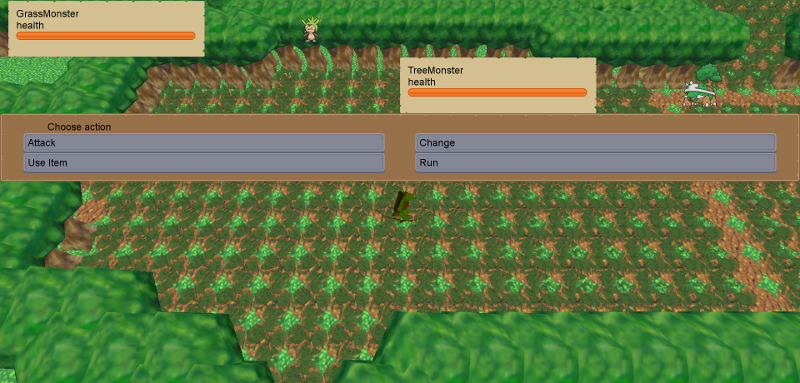 GrassMonster
health
TreeMonster
health
Choose action
Attack
Change
Use Item
Run